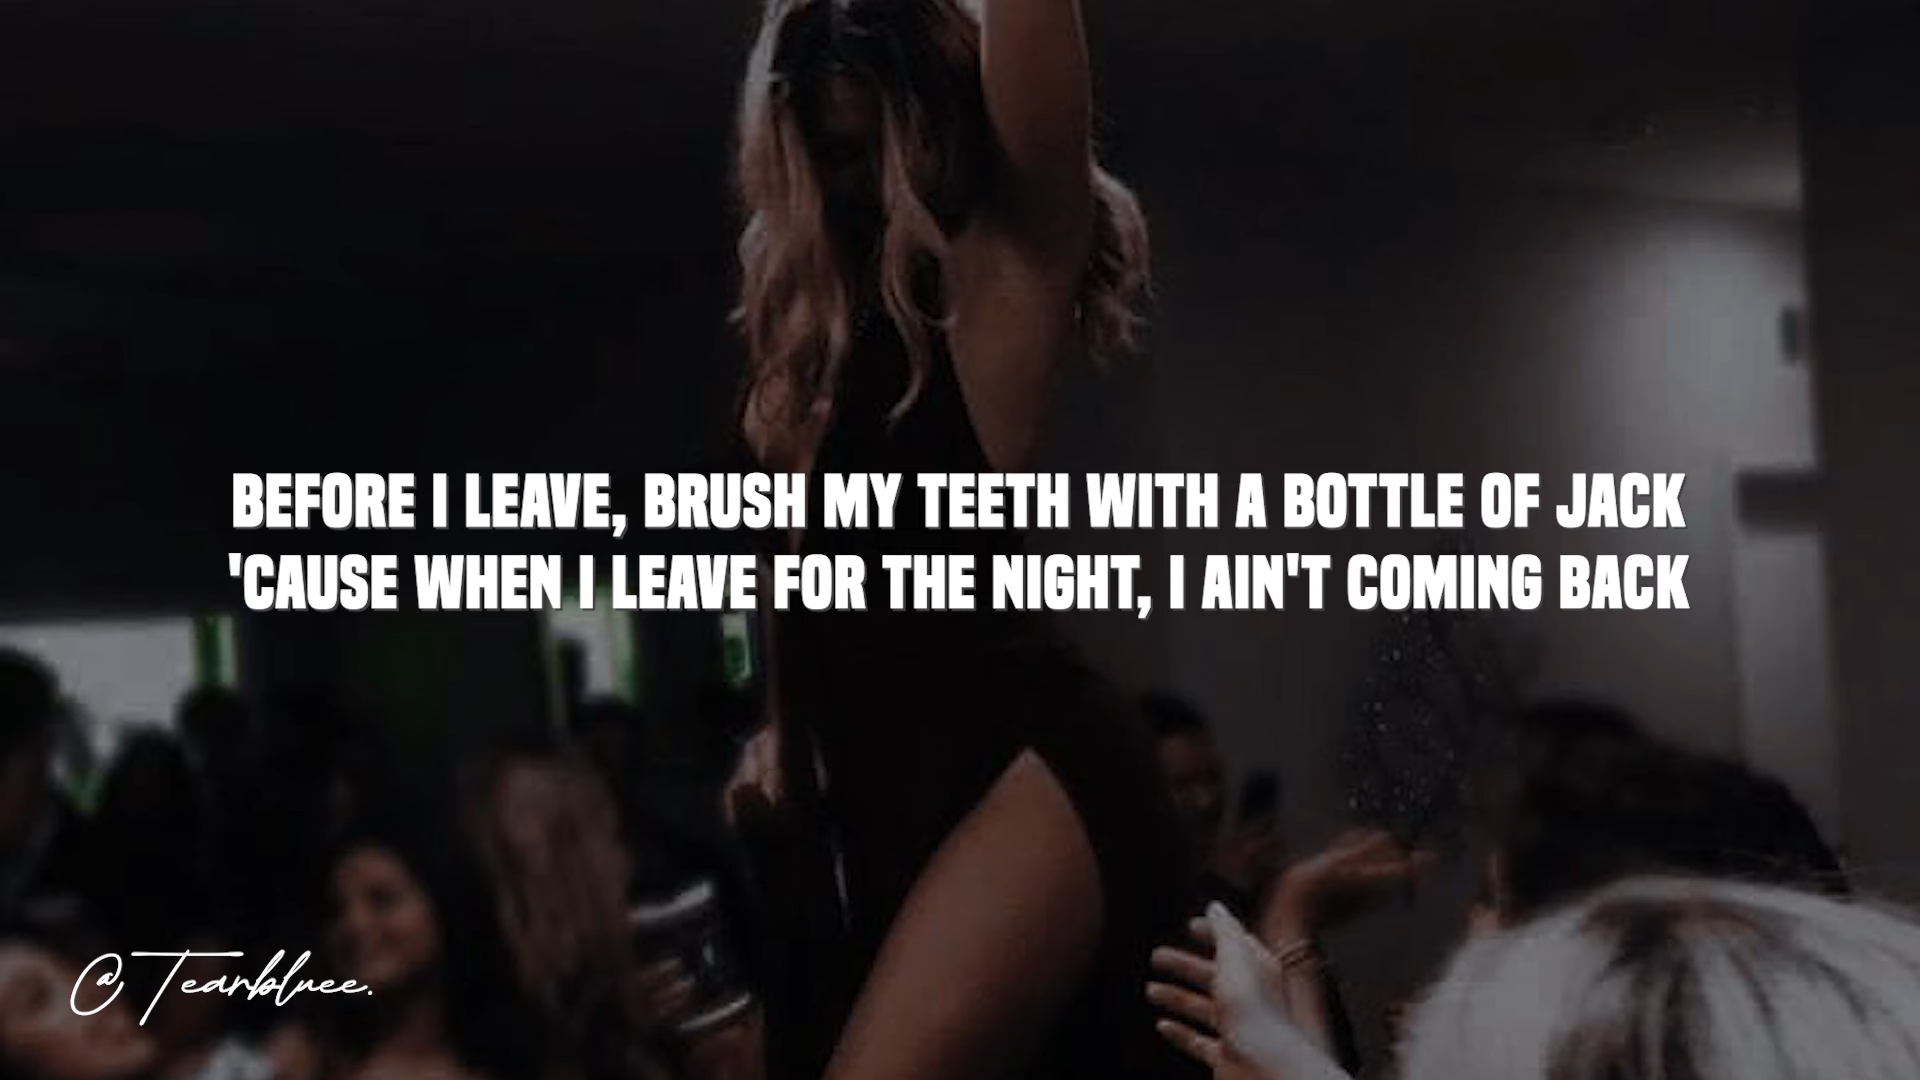 BEFORE I LEAVE, BRUSH MY TEETH WITH A BOTTLE OF JACK
'CAUSE WHEN I LEAVE FOR THE NIGHT, I AIN'T COMING BACK
@Tearbluee.